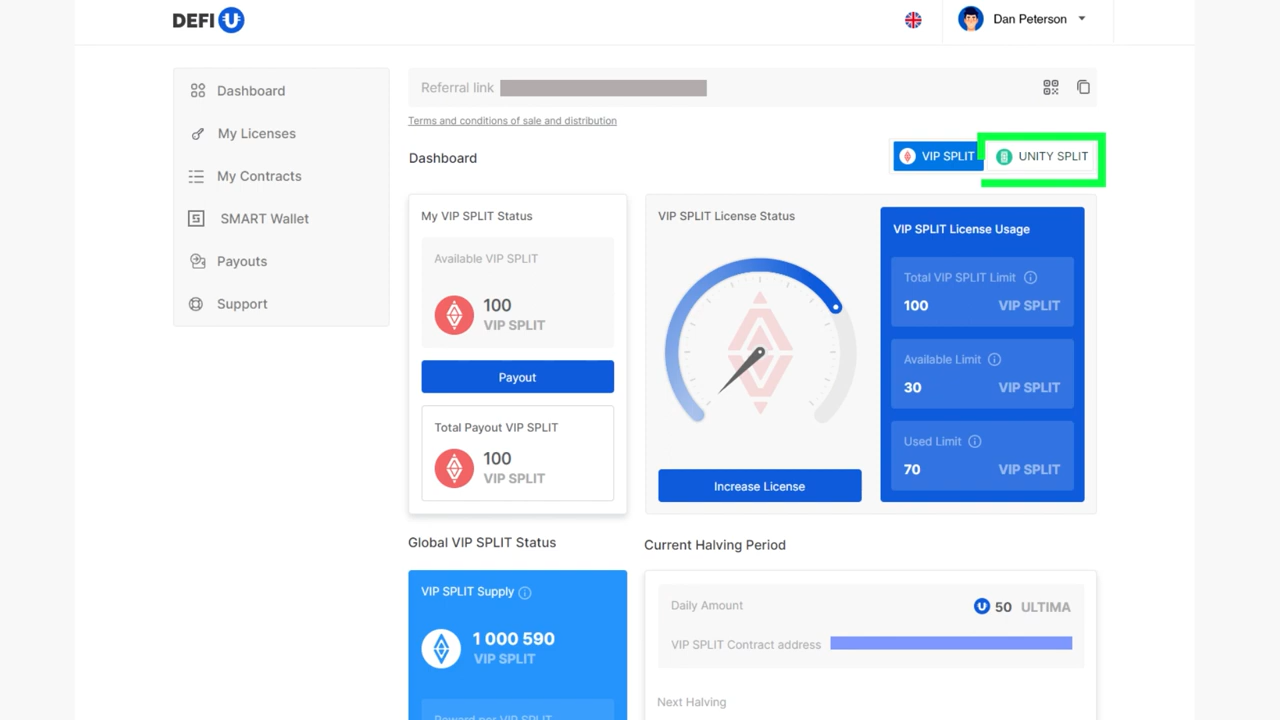 DEFI U
Dan Peterson
Dashboard
My Licenses
My Contracts
SMART Wallet
Payouts
Support
Referral link
Terms and conditions of sale and distribution
Dashboard
VIP SPLIT
UNITY SPLIT
My VIP SPLIT Status
Available VIP SPLIT
100
VIP SPLIT
Payout
Total Payout VIP SPLIT
100
VIP SPLIT
VIP SPLIT License Status
Increase License
VIP SPLIT License Usage
Total VIP SPLIT Limit
100 VIP SPLIT
Available Limit
30 VIP SPLIT
Used Limit
70 VIP SPLIT
Global VIP SPLIT Status
VIP SPLIT Supply
1 000 590
VIP SPLIT
Reward per VIP SPLIT
Current Halving Period
Daily Amount 50 ULTIMA
VIP SPLIT Contract address
Next Halving